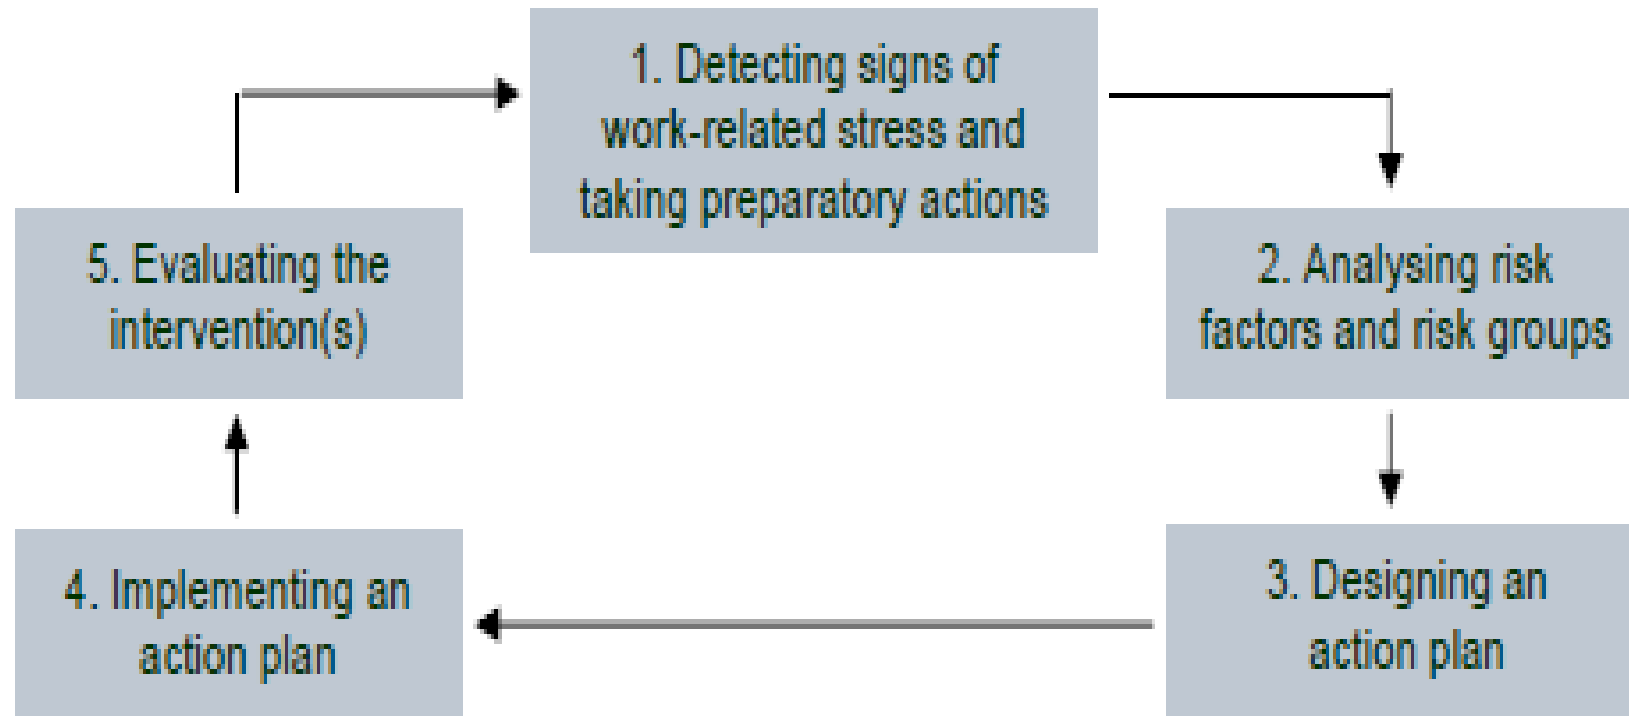 1. Detecting signs of
work-related stress and
taking preparatory actions
2. Analysing risk
factors and risk groups
3. Designing an
action plan
4. Implementing an
action plan
5. Evaluating the
intervention(s)